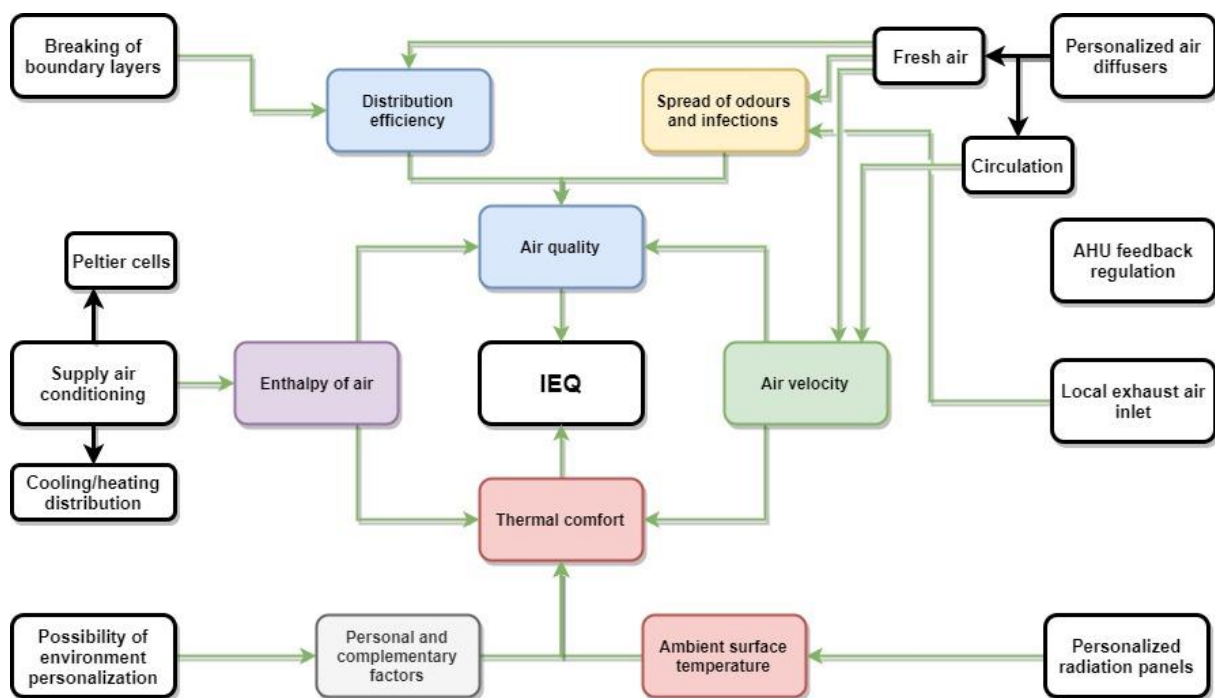 Breaking of
boundary layers
Distribution
efficiency
Spread of odours
and infections
Fresh air
Personalized air
diffusers
Circulation
Air quality
AHU feedback
regulation
Peltier cells
Supply air
conditioning
Enthalpy of air
IEQ
Air velocity
Local exhaust air
inlet
Cooling/heating
distribution
Thermal comfort
Possibility of
environment
personalization
Personal and
complementary
factors
Ambient surface
temperature
Personalized
radiation panels